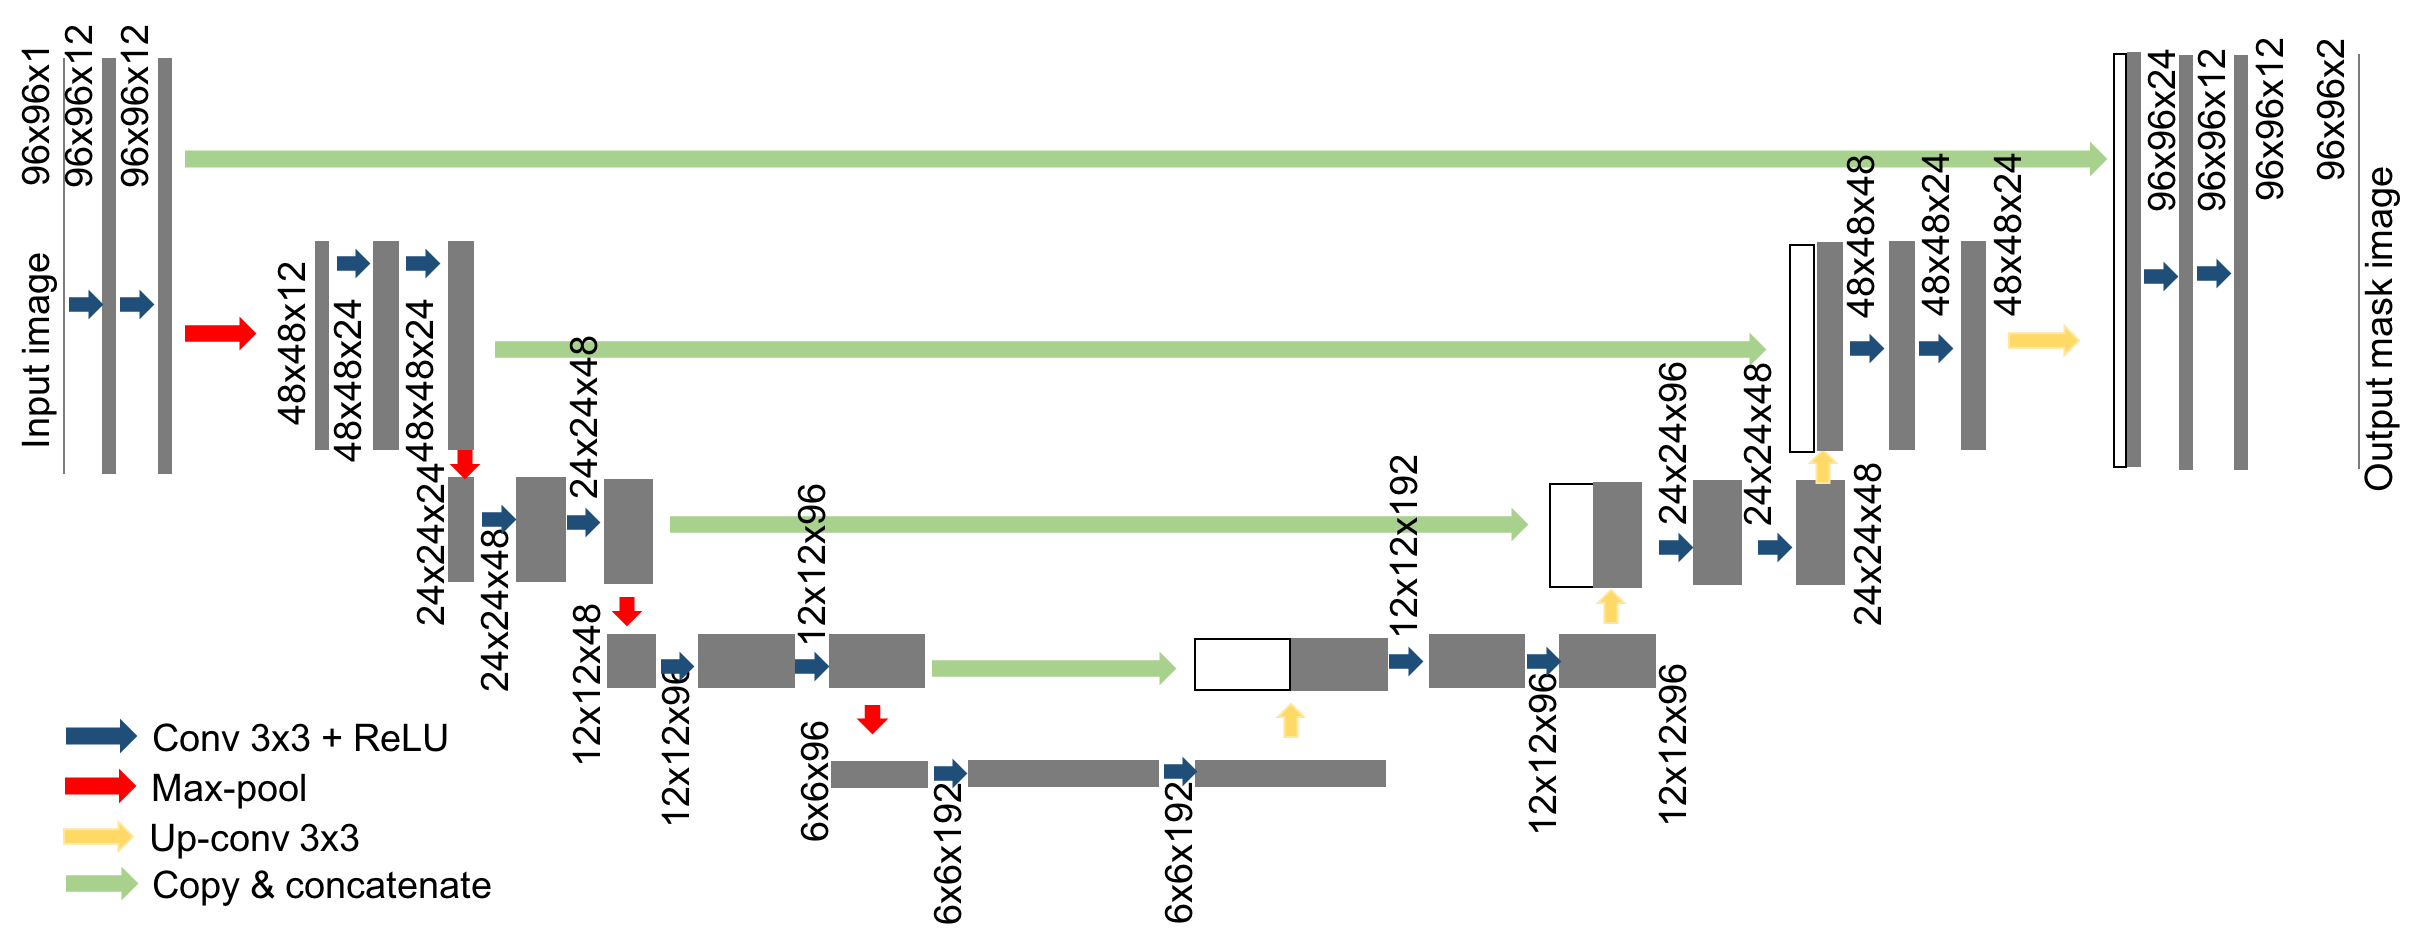 Input image
96x96x1
96x96x12
96x96x12
48x48x12
48x48x24
48x48x24
24x24x24
24x24x48
24x24x48
12x12x48
12x12x96
12x12x96
6x6x96
6x6x192
6x6x192
12x12x192
12x12x96
12x12x96
24x24x96
24x24x48
24x24x48
48x48x48
48x48x24
48x48x24
96x96x24
96x96x12
96x96x12
96x96x2
Output mask image
Conv 3x3 + ReLU
Max-pool
Up-conv 3x3
Copy & concatenate